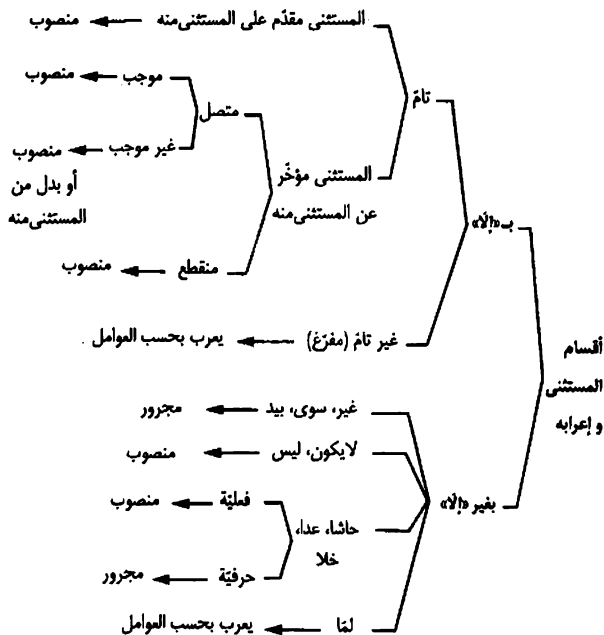 المستثنى مقدّم على المستثنى‌منه ← منصوب
تامّ
متصل
موجب ← منصوب
غير موجب ← منصوب
أو بدل من
المستثنى‌منه
المستثنى مؤخّر
عن المستثنى‌منه
منقطع ← منصوب
بـ«إلّا»
غير تامّ (مفرّغ) ← يعرب بحسب العوامل
أقسام
المستثنى
و إعرابه
غير، سوى، بيد ← مجرور
لايكون، ليس ← منصوب
بغير «إلّا»
فعليّة ← منصوب
حاشا، عدا،
خلا
حرفيّة ← مجرور
لمّا ← يعرب بحسب العوامل